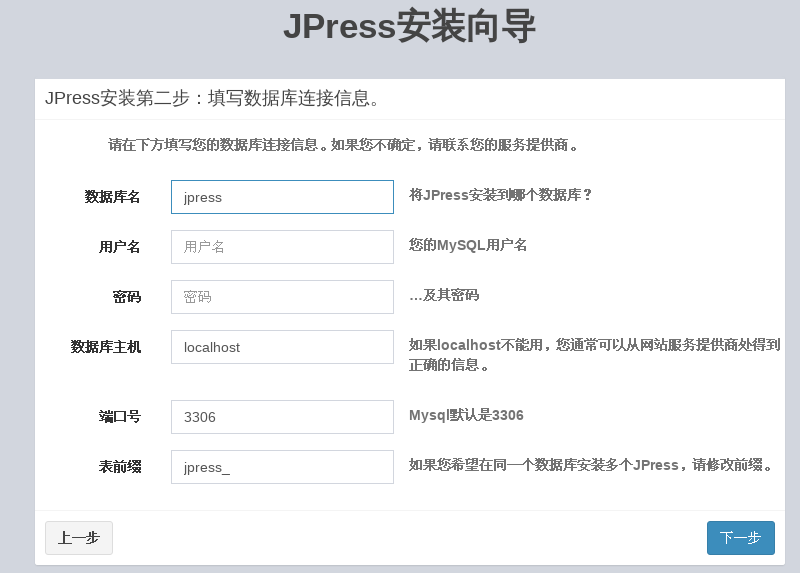 JPress安装向导
JPress安装第二步：填写数据库连接信息。
请在下方填写您的数据库连接信息。如果您不确定，请联系您的服务提供商。
数据库名 jpress 将JPress安装到哪个数据库？
用户名 用户名 您的MySQL用户名
密码 密码 …及其密码
数据库主机 localhost 如果localhost不能用，您通常可以从网站服务提供商处得到
正确的信息。
端口号 3306 Mysql默认是3306
表前缀 jpress_ 如果您希望在同一个数据库安装多个JPress，请修改前缀。
上一步 下一步